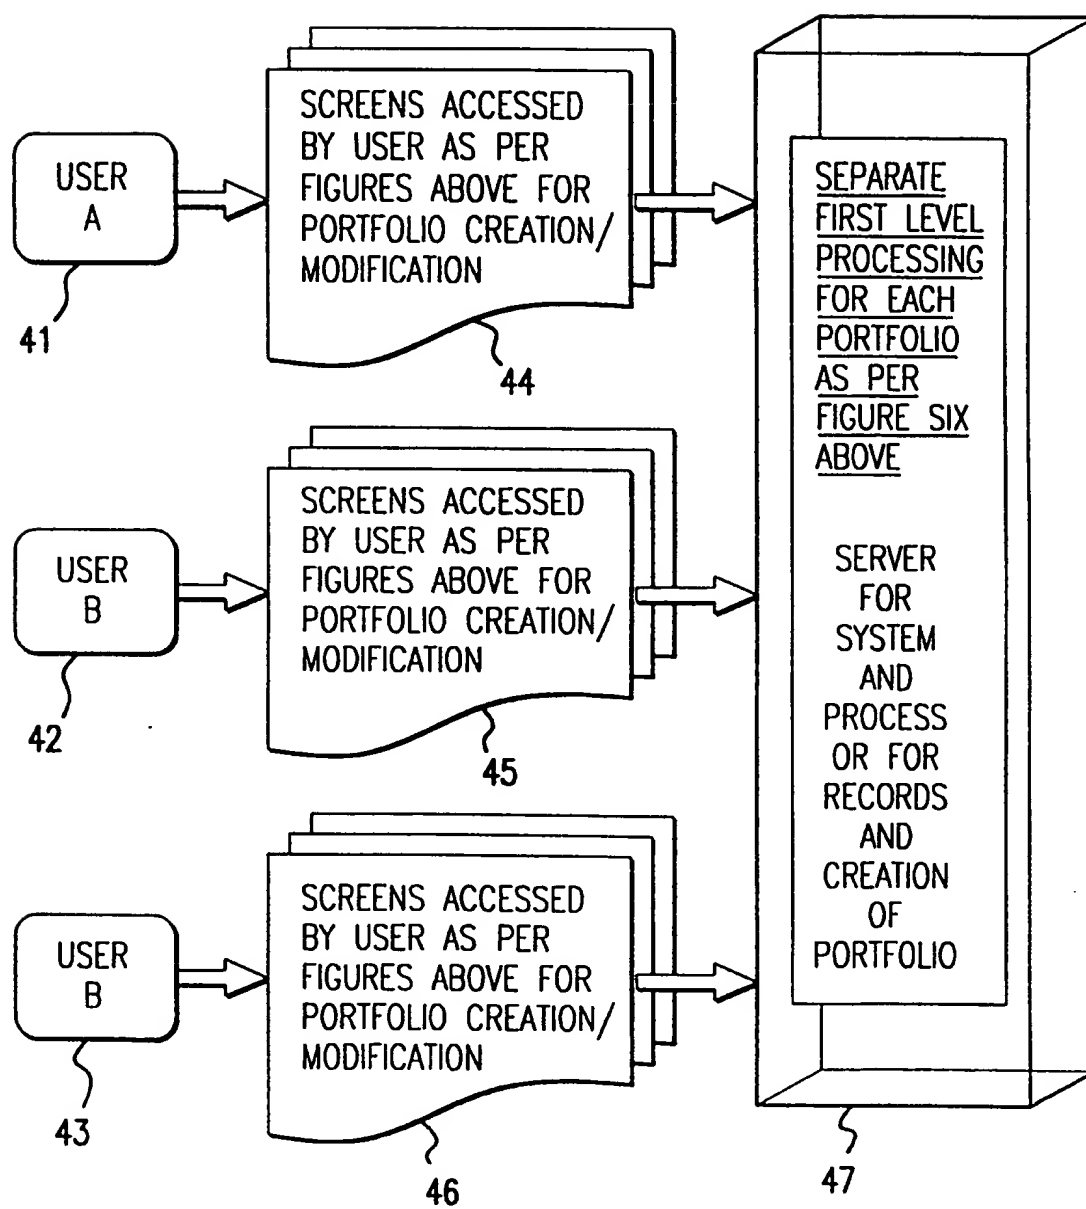 USER
A
41
SCREENS ACCESSED
BY USER AS PER
FIGURES ABOVE FOR
PORTFOLIO CREATION/
MODIFICATION
44
USER
B
42
SCREENS ACCESSED
BY USER AS PER
FIGURES ABOVE FOR
PORTFOLIO CREATION/
MODIFICATION
45
USER
B
43
SCREENS ACCESSED
BY USER AS PER
FIGURES ABOVE FOR
PORTFOLIO CREATION/
MODIFICATION
46
SEPARATE
FIRST LEVEL
PROCESSING
FOR EACH
PORTFOLIO
AS PER
FIGURE SIX
ABOVE
SERVER
FOR
SYSTEM
AND
PROCESS
OR FOR
RECORDS
AND
CREATION
OF
PORTFOLIO
47